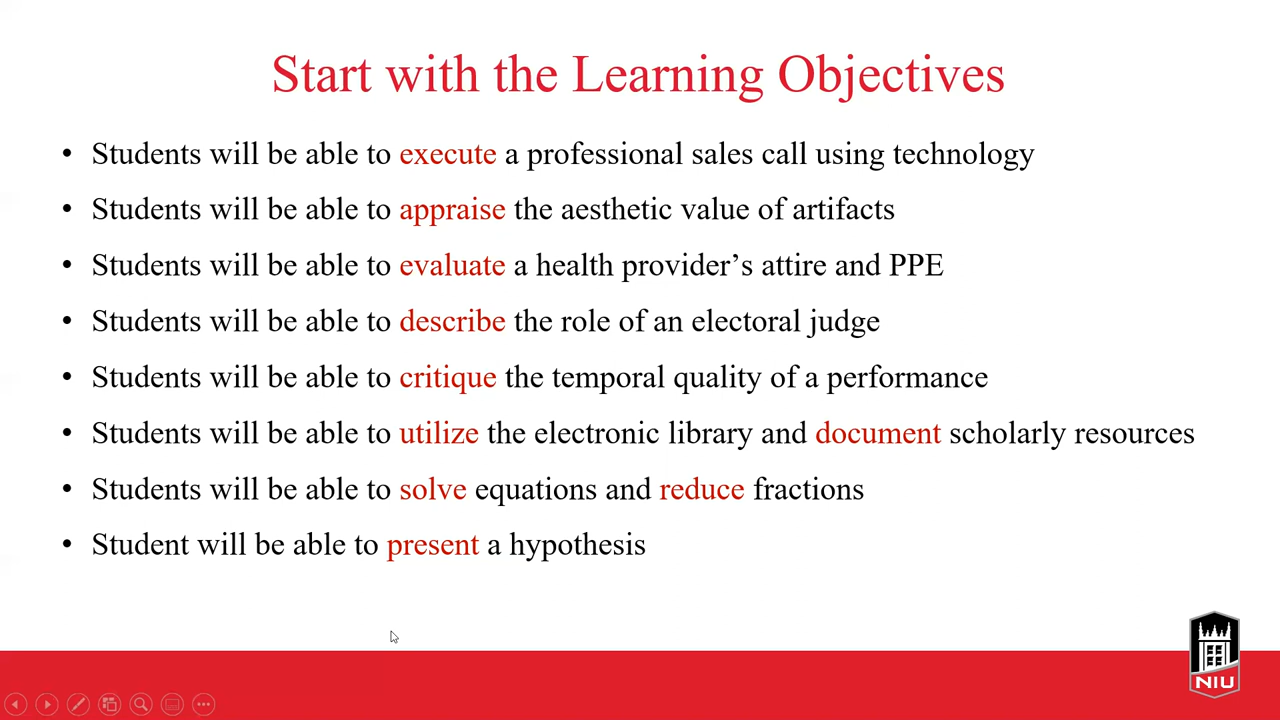 Start with the Learning Objectives
• Students will be able to execute a professional sales call using technology
• Students will be able to appraise the aesthetic value of artifacts
• Students will be able to evaluate a health provider’s attire and PPE
• Students will be able to describe the role of an electoral judge
• Students will be able to critique the temporal quality of a performance
• Students will be able to utilize the electronic library and document scholarly resources
• Students will be able to solve equations and reduce fractions
• Student will be able to present a hypothesis
NIU